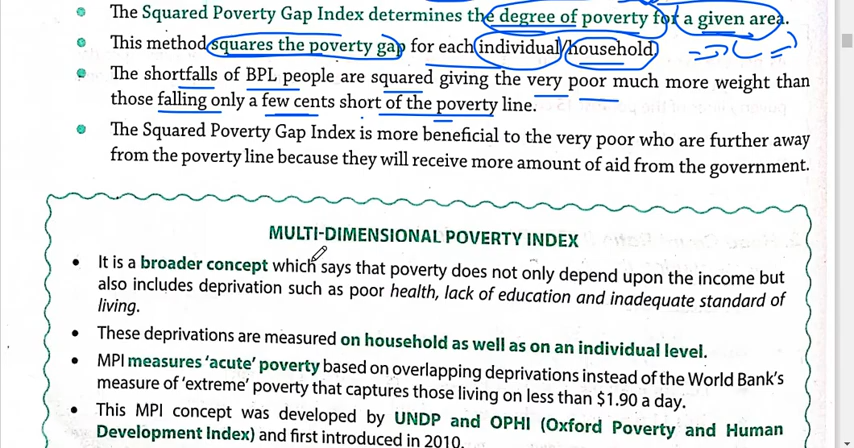 The Squared Poverty Gap Index determines the degree of poverty for a given area.
This method squares the poverty gap for each individual/household.
The shortfalls of BPL people are squared giving the very poor much more weight than
those falling only a few cents short of the poverty line.
The Squared Poverty Gap Index is more beneficial to the very poor who are further away
from the poverty line because they will receive more amount of aid from the government.
MULTI-DIMENSIONAL POVERTY INDEX
• It is a broader concept which says that poverty does not only depend upon the income but
also includes deprivation such as poor health, lack of education and inadequate standard of
living.
• These deprivations are measured on household as well as on an individual level.
• MPI measures 'acute' poverty based on overlapping deprivations instead of the World Bank's
measure of 'extreme' poverty that captures those living on less than $1.90 a day.
• This MPI concept was developed by UNDP and OPHI (Oxford Poverty and Human
Development Index) and first introduced in 2010.